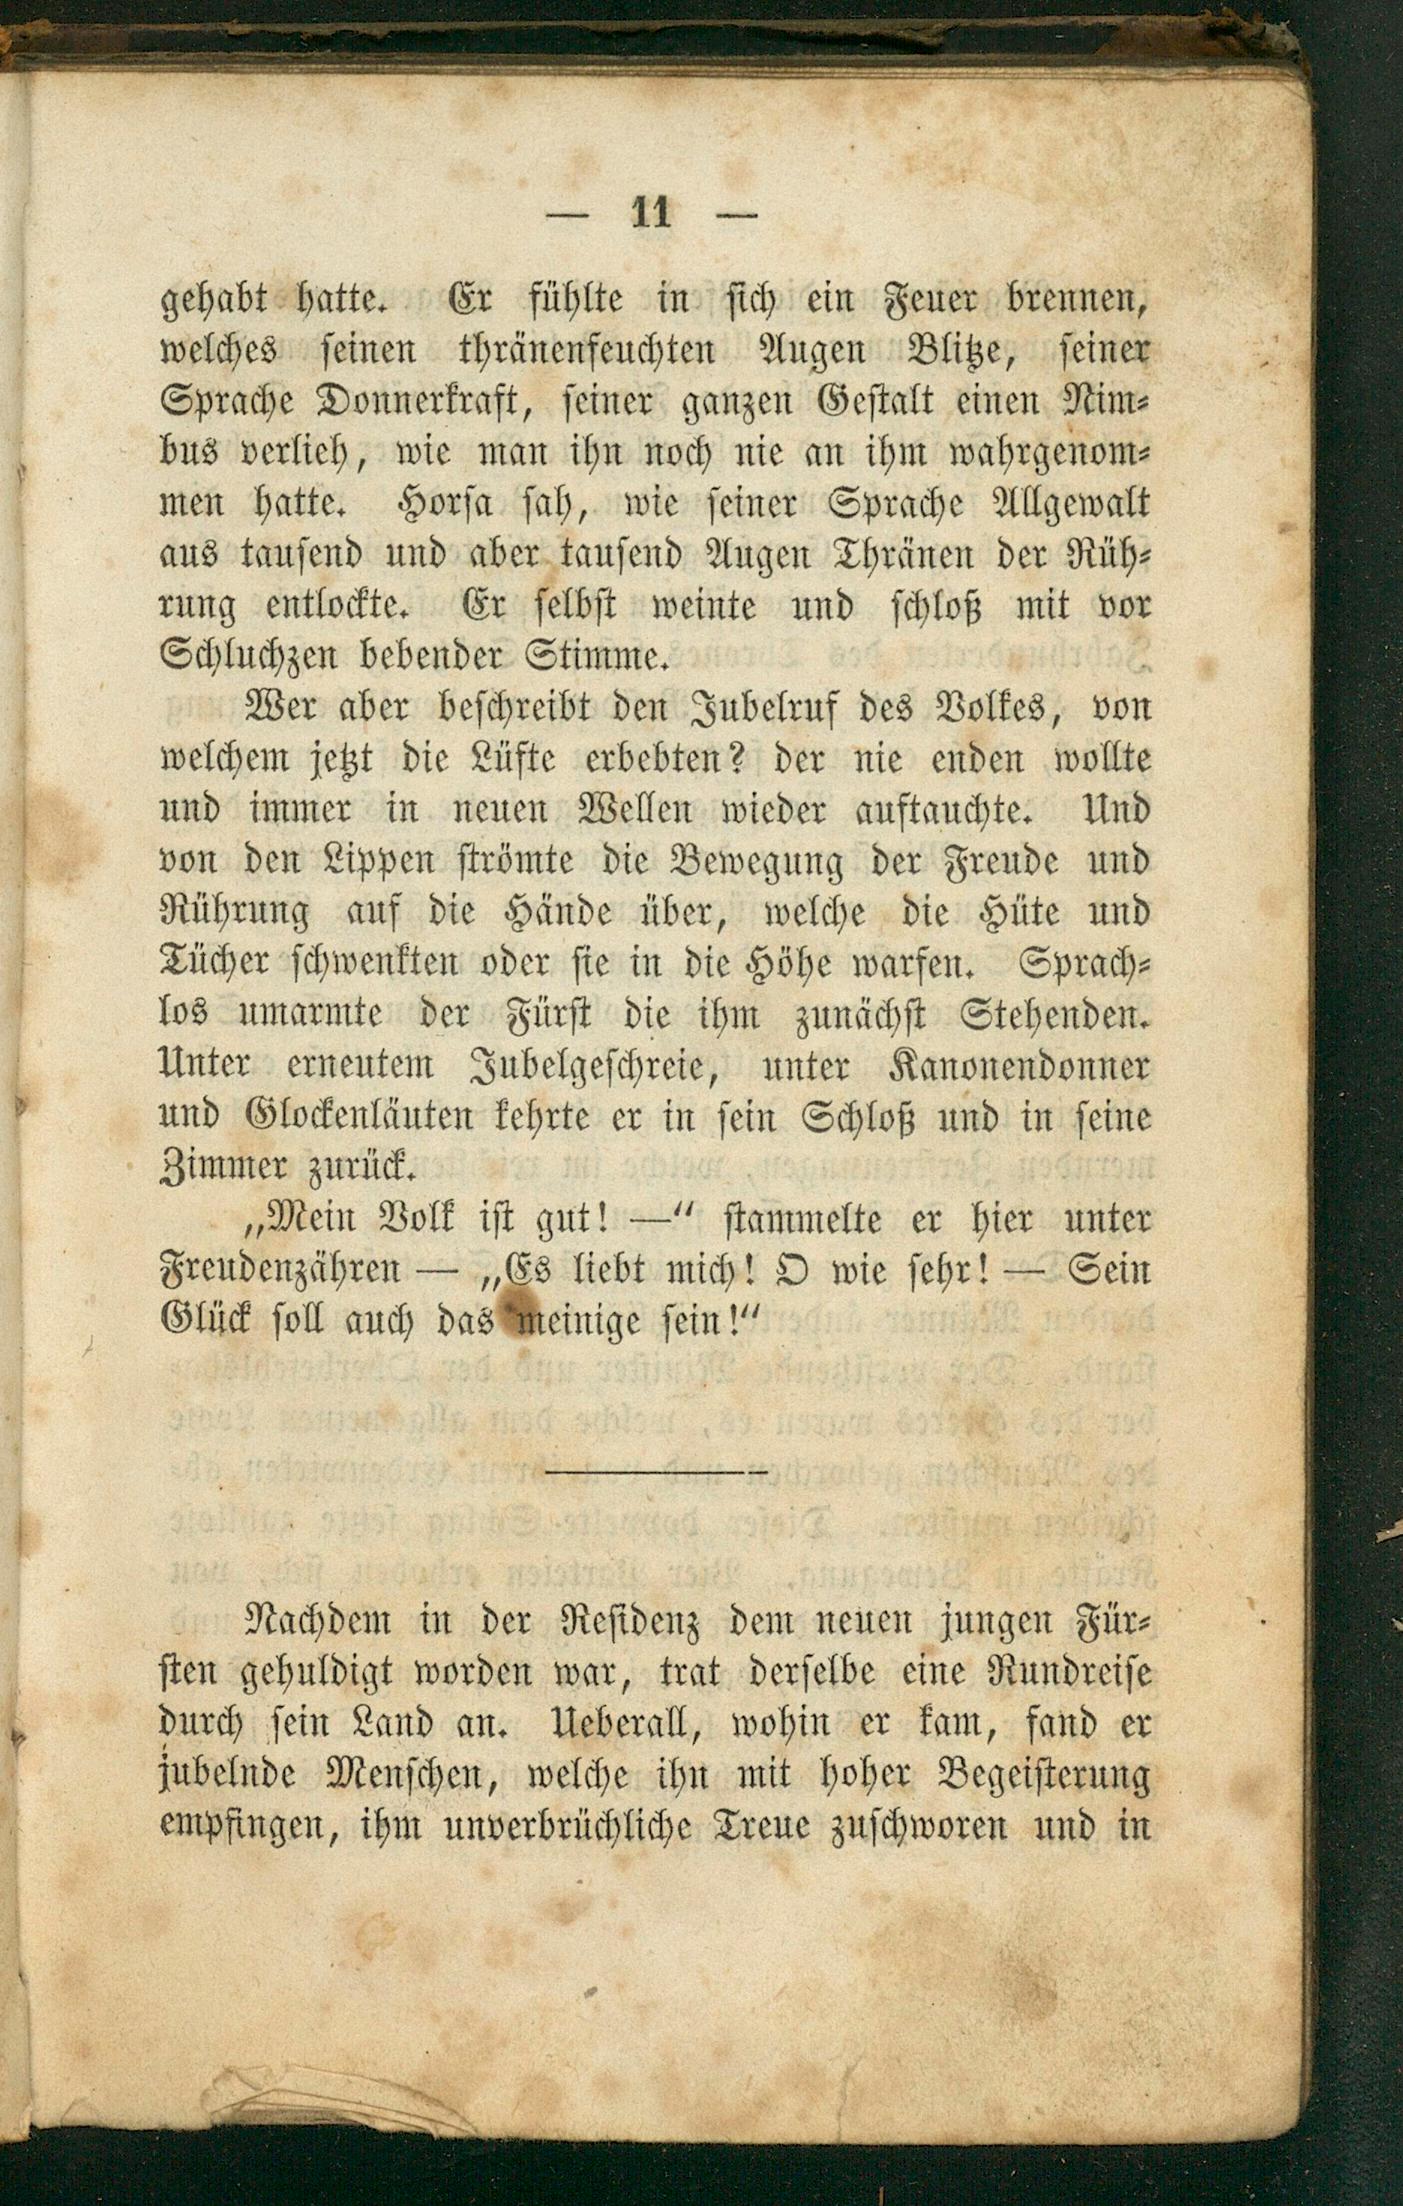 — 11 —
gehabt hatte. Er fühlte in sich ein Feuer brennen,
welches seinen thränenfeuchten Augen Blitze, seiner
Sprache Donnerkraft, seiner ganzen Gestalt einen Nim-
bus verlieh, wie man ihn noch nie an ihm wahrgenom-
men hatte. Horsa sah, wie seiner Sprache Allgewalt
aus tausend und aber tausend Augen Thränen der Rüh-
rung entlockte. Er selbst weinte und schloß mit vor
Schluchzen bebender Stimme.
Wer aber beschreibt den Jubelruf des Volkes, von
welchem jetzt die Lüfte erbebten? der nie enden wollte
und immer in neuen Wellen wieder auftauchte. Und
von den Lippen strömte die Bewegung der Freude und
Rührung auf die Hände über, welche die Hüte und
Tücher schwenkten oder sie in die Höhe warfen. Sprach-
los umarmte der Fürst die ihm zunächst Stehenden.
Unter erneutem Jubelgeschreie, unter Kanonendonner
und Glockenläuten kehrte er in sein Schloß und in seine
Zimmer zurück.
„Mein Volk ist gut! —“ stammelte er hier unter
Freudenzähren — „Es liebt mich! O wie sehr! — Sein
Glück soll auch das meinige sein!“
Nachdem in der Residenz dem neuen jungen Für-
sten gehuldigt worden war, trat derselbe eine Rundreise
durch sein Land an. Ueberall, wohin er kam, fand er
jubelnde Menschen, welche ihn mit hoher Begeisterung
empfingen, ihm unverbrüchliche Treue zuschworen und in